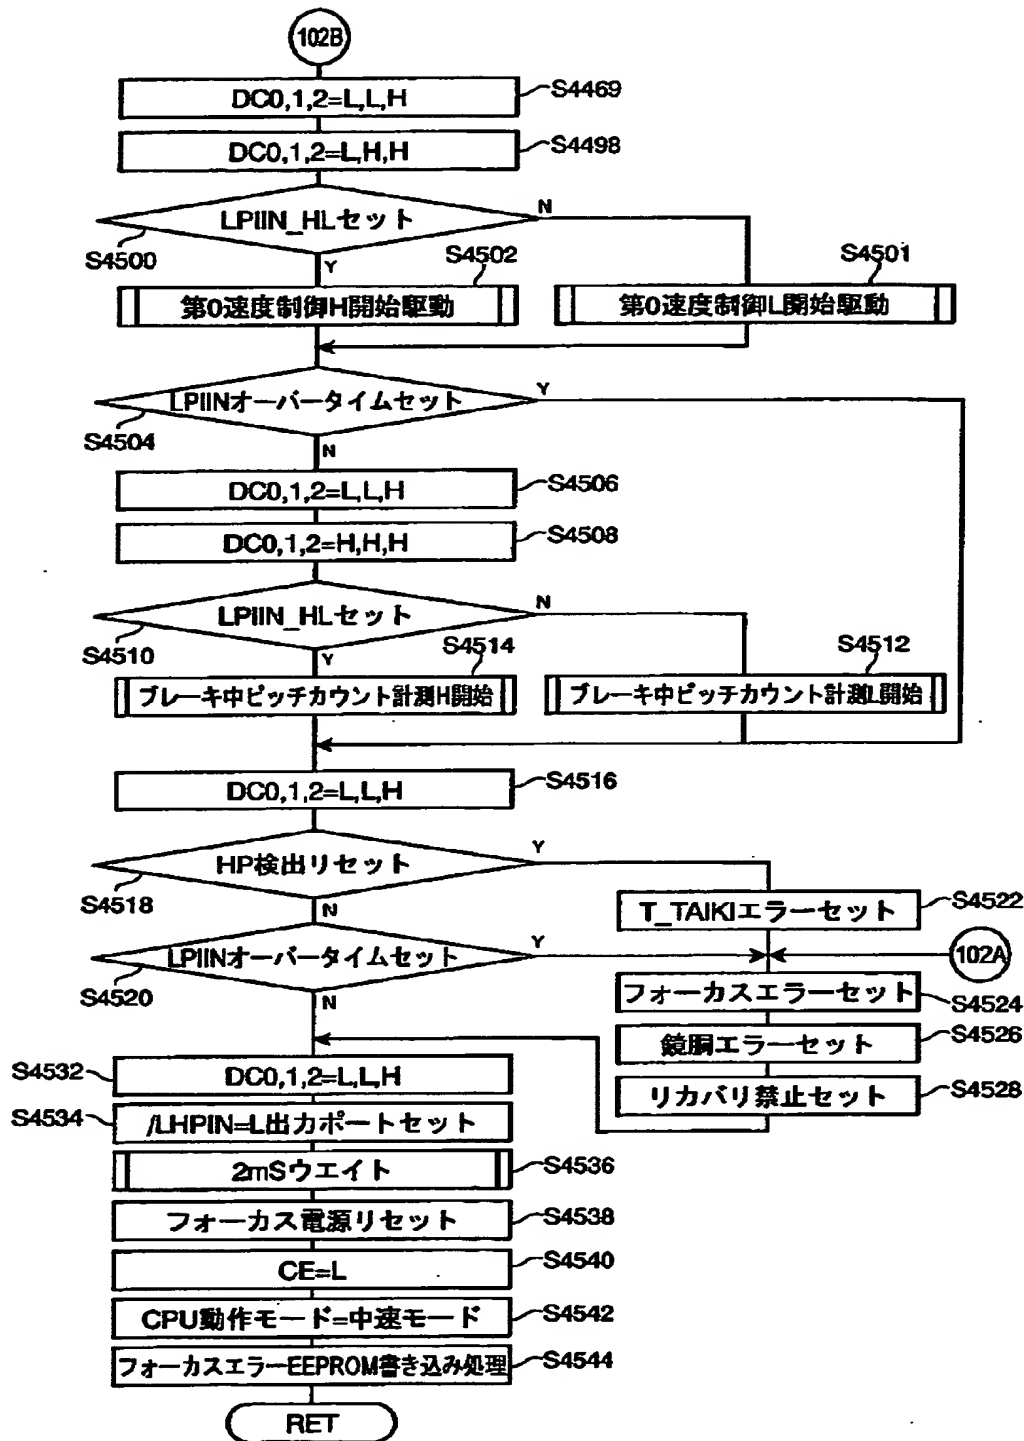 102B
DC0,1,2=L,L,H
S4469
DC0,1,2=L,H,H
S4498
LPIIN_HLセット
N
S4500
Y
S4502
S4501
第0速度制御H開始駆動
第0速度制御L開始駆動
LPIINオーバータイムセット
Y
S4504
N
DC0,1,2=L,L,H
S4506
DC0,1,2=H,H,H
S4508
LPIIN_HLセット
N
S4510
Y
S4514
S4512
ブレーキ中ピッチカウント計測H開始
ブレーキ中ピッチカウント計測L開始
DC0,1,2=L,L,H
S4516
HP検出リセット
Y
S4518
N
T_TAIKIエラーセット
S4522
LPIINオーバータイムセット
Y
102A
S4520
N
フォーカスエラーセット
S4524
鏡胴エラーセット
S4526
リカバリ禁止セット
S4528
S4532
DC0,1,2=L,L,H
S4534
/LHPIN=L出力ポートセット
2mSウエイト
S4536
フォーカス電源リセット
S4538
CE=L
S4540
CPU動作モード=中速モード
S4542
フォーカスエラーEEPROM書き込み処理
S4544
RET